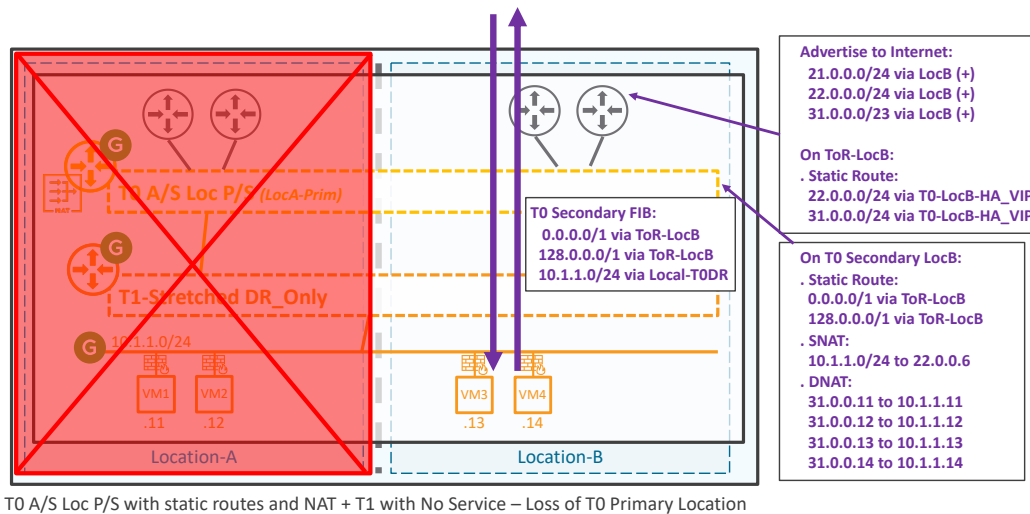 Advertise to Internet:
21.0.0.0/24 via LocB (+)
22.0.0.0/24 via LocB (+)
31.0.0.0/23 via LocB (+)
On ToR-LocB:
. Static Route:
22.0.0.0/24 via T0-LocB-HA_VIP
31.0.0.0/24 via T0-LocB-HA_VIP
G
NAT
T0 A/S Loc P/S (LocA-Prim)
T0 Secondary FIB:
0.0.0.0/1 via ToR-LocB
128.0.0.0/1 via ToR-LocB
10.1.1.0/24 via Local-T0DR
G
T1-Stretched DR_Only
On T0 Secondary LocB:
. Static Route:
0.0.0.0/1 via ToR-LocB
128.0.0.0/1 via ToR-LocB
. SNAT:
10.1.1.0/24 to 22.0.0.6
. DNAT:
31.0.0.11 to 10.1.1.11
31.0.0.12 to 10.1.1.12
31.0.0.13 to 10.1.1.13
31.0.0.14 to 10.1.1.14
G
10.1.1.0/24
VM1 VM2 VM3 VM4
.11 .12 .13 .14
Location-A Location-B
T0 A/S Loc P/S with static routes and NAT + T1 with No Service – Loss of T0 Primary Location